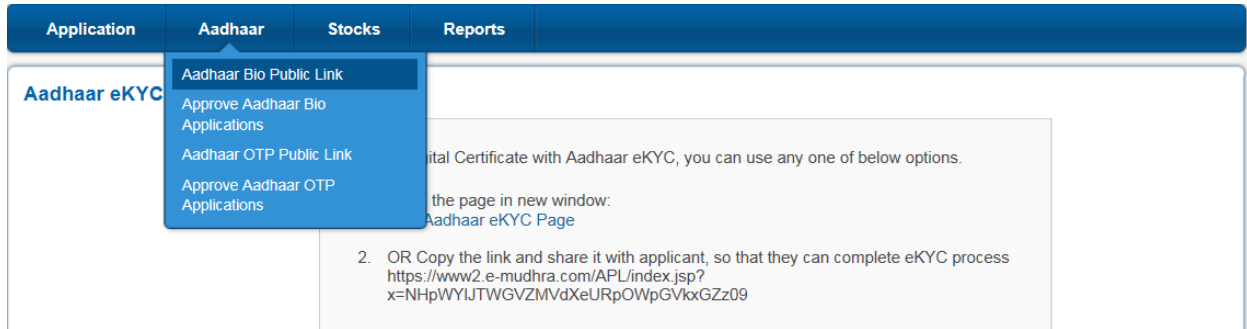 Application Aadhaar Stocks Reports
Aadhaar Bio Public Link
Approve Aadhaar Bio
Applications
Aadhaar OTP Public Link
Approve Aadhaar OTP
Applications
Aadhaar eKYC
Certificate with Aadhaar eKYC, you can use any one of below options.
the page in new window:
Aadhaar eKYC Page
2. OR Copy the link and share it with applicant, so that they can complete eKYC process
https://www2.e-mudhra.com/APL/index.jsp?
x=NHpWYlJTWGVZMVdXeURpOWpGVkxGZz09